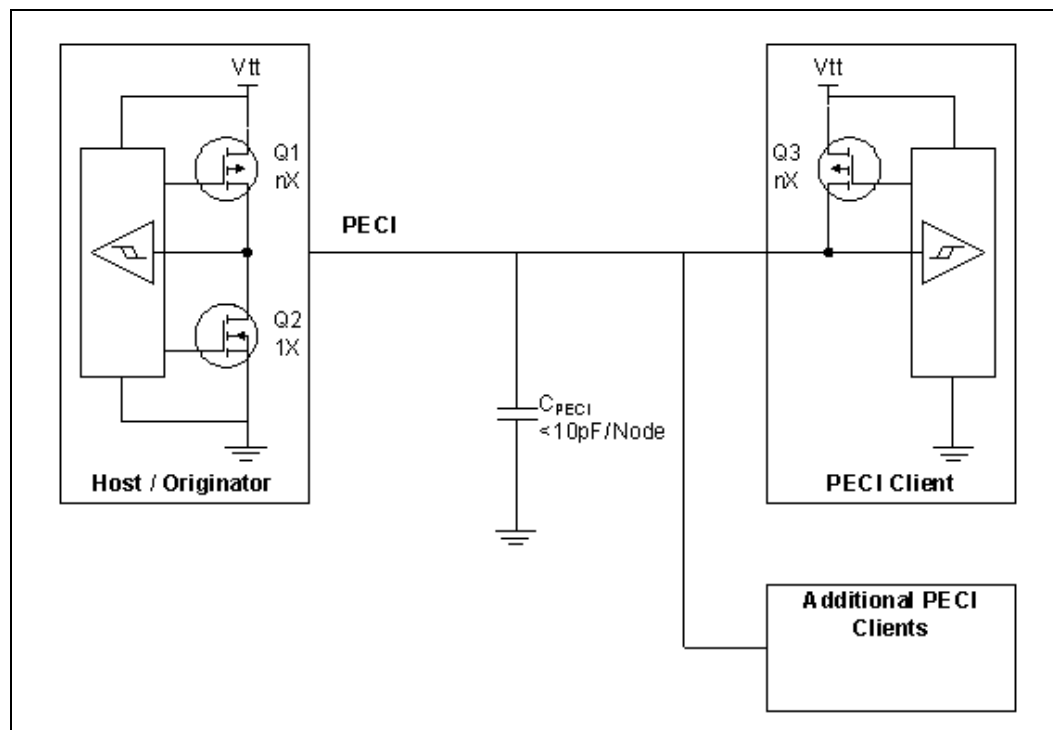 Vtt
Q1
nX
Q2
1X
Host / Originator
PECI
CPECI
<10pF/Node
Vtt
Q3
nX
PECI Client
Additional PECI
Clients